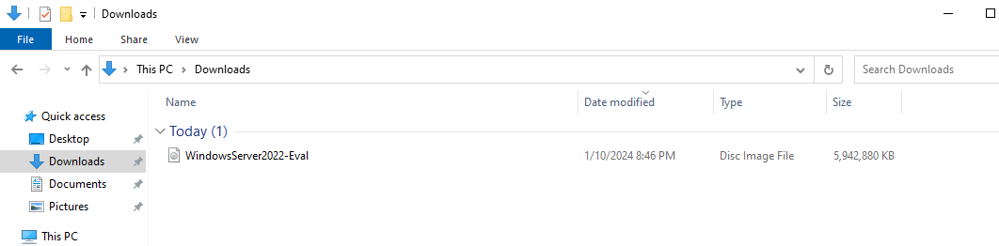 Downloads
File Home Share View
This PC Downloads Search Downloads
Name Date modified Type Size
Quick access
Today (1)
Desktop
WindowsServer2022-Eval 1/10/2024 8:46 PM Disc Image File 5,942,880 KB
Downloads
Documents
Pictures
This PC